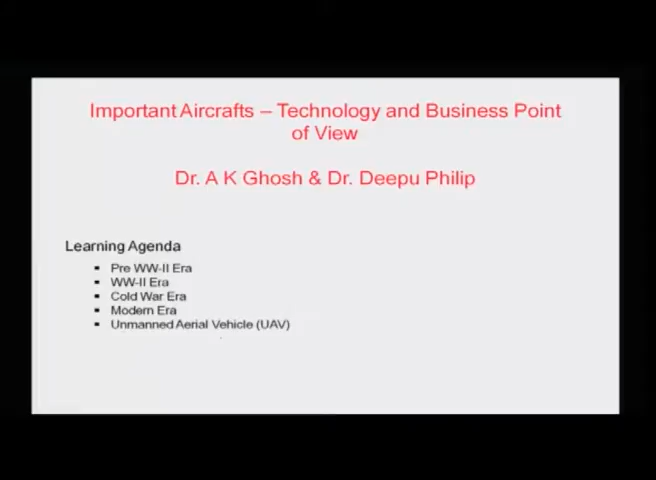 Important Aircrafts – Technology and Business Point
of View
Dr. A K Ghosh & Dr. Deepu Philip
Learning Agenda
▪ Pre WW-II Era
▪ WW-II Era
▪ Cold War Era
▪ Modern Era
▪ Unmanned Aerial Vehicle (UAV)